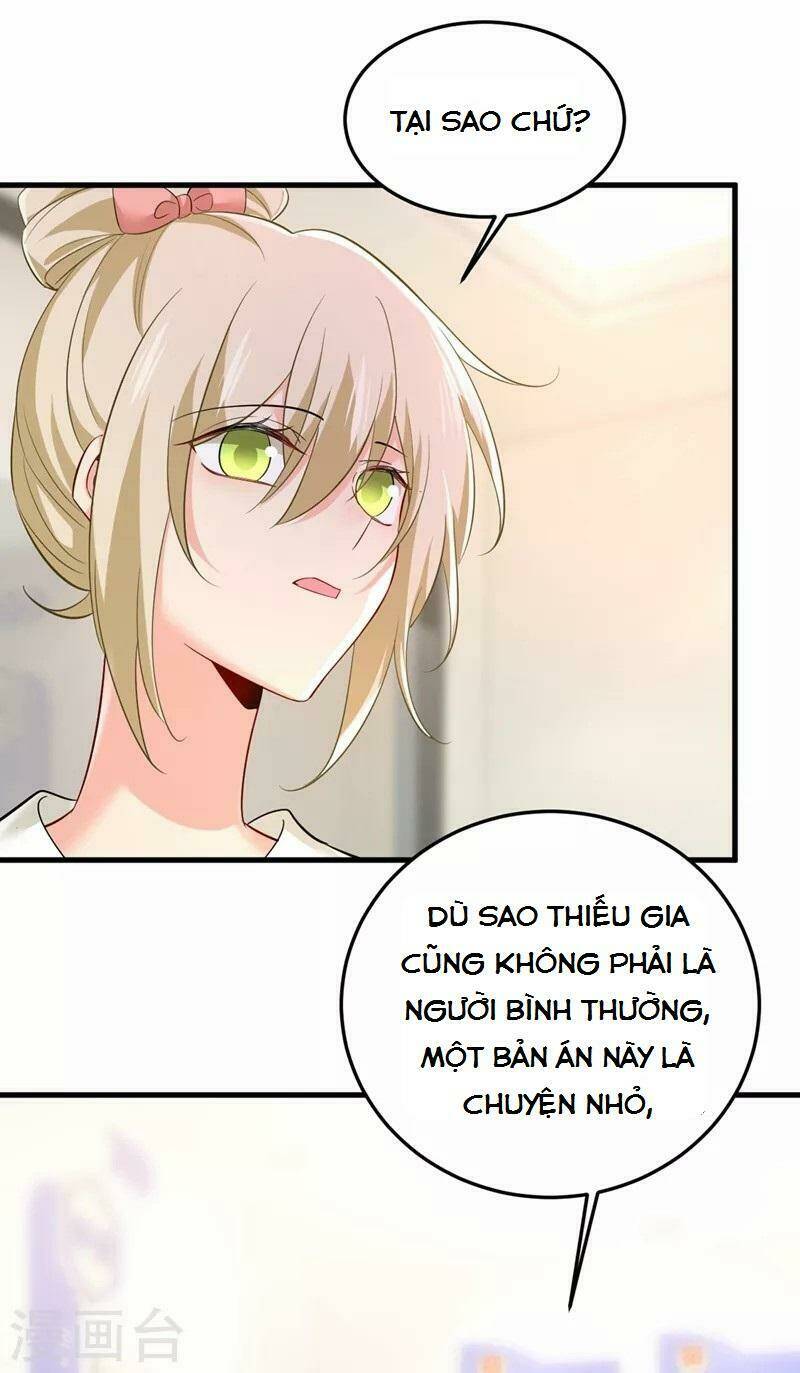 TẠI SAO CHỨ?
DÙ SAO THIẾU GIA
CŨNG KHÔNG PHẢI LÀ
NGƯỜI BÌNH THƯỜNG,
MỘT BẢN ÁN NÀY LÀ
CHUYỆN NHỎ,
漫画台